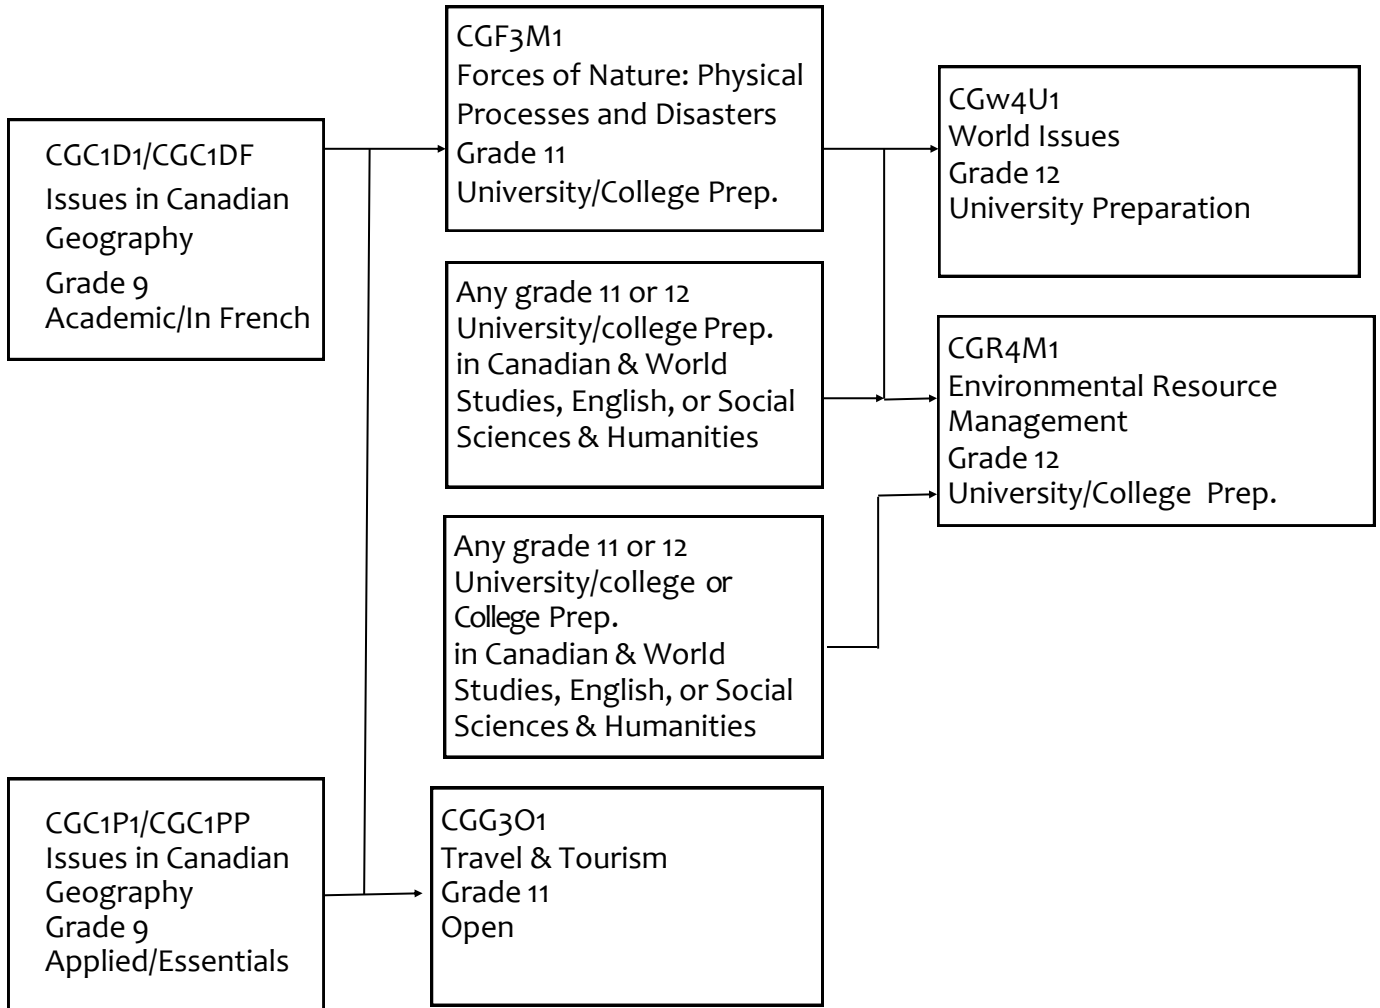 CGC1D1/CGC1DF
Issues in Canadian
Geography
Grade 9
Academic/In French
CGC1P1/CGC1PP
Issues in Canadian
Geography
Grade 9
Applied/Essentials
CGF3M1
Forces of Nature: Physical
Processes and Disasters
Grade 11
University/College Prep.
Any grade 11 or 12
University/college Prep.
in Canadian & World
Studies, English, or Social
Sciences & Humanities
Any grade 11 or 12
University/college or
College Prep.
in Canadian & World
Studies, English, or Social
Sciences & Humanities
CGG3O1
Travel & Tourism
Grade 11
Open
CGw4U1
World Issues
Grade 12
University Preparation
CGR4M1
Environmental Resource
Management
Grade 12
University/College Prep.